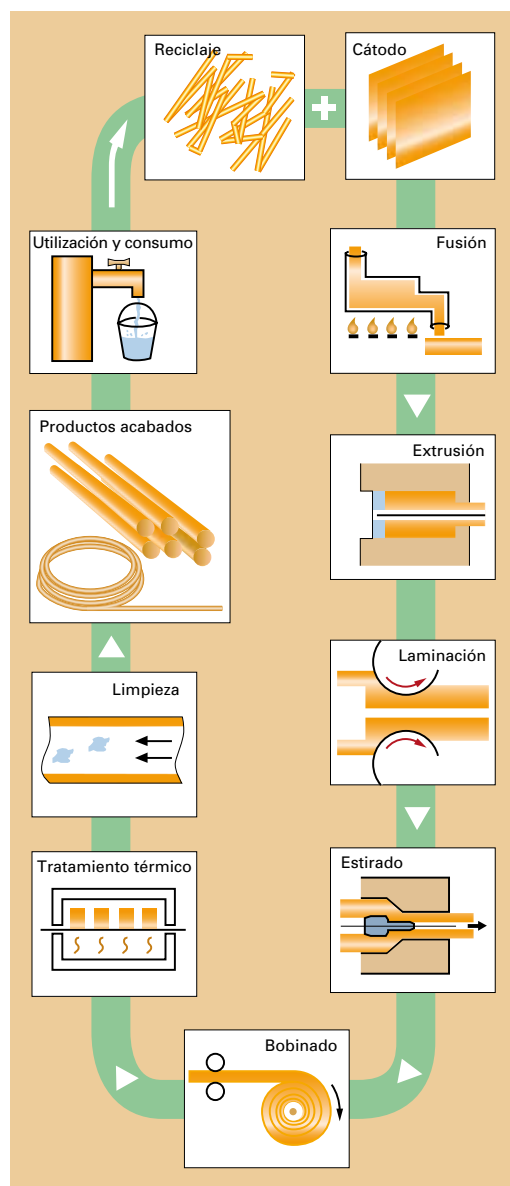 Reciclaje
Cátodo
Utilización y consumo
Fusión
Productos acabados
Extrusión
Limpieza
Laminación
Tratamiento térmico
Estirado
Bobinado